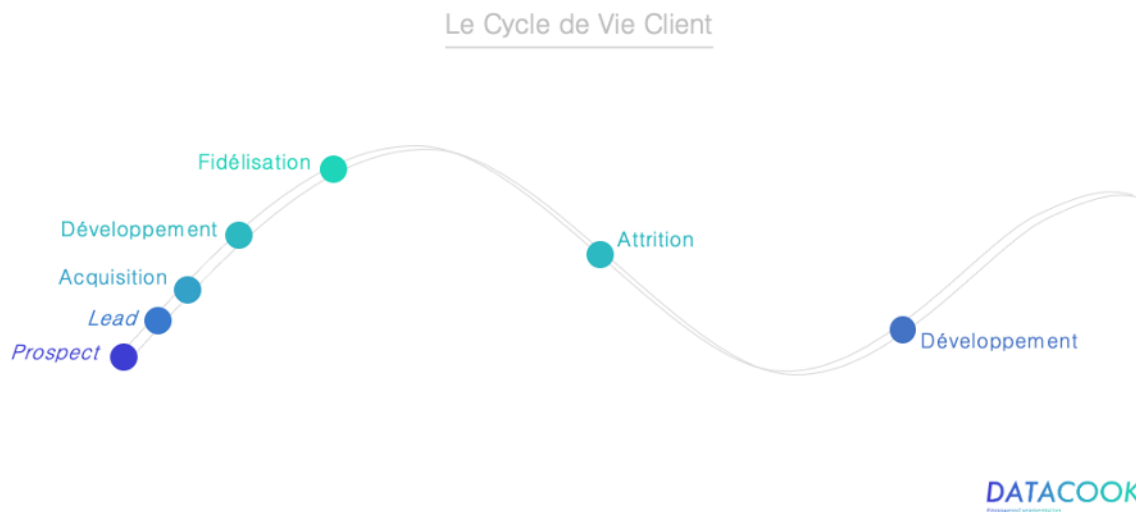 Le Cycle de Vie Client
Fidélisation
Développement
Attrition
Acquisition
Lead
Développement
Prospect
DATACOOK